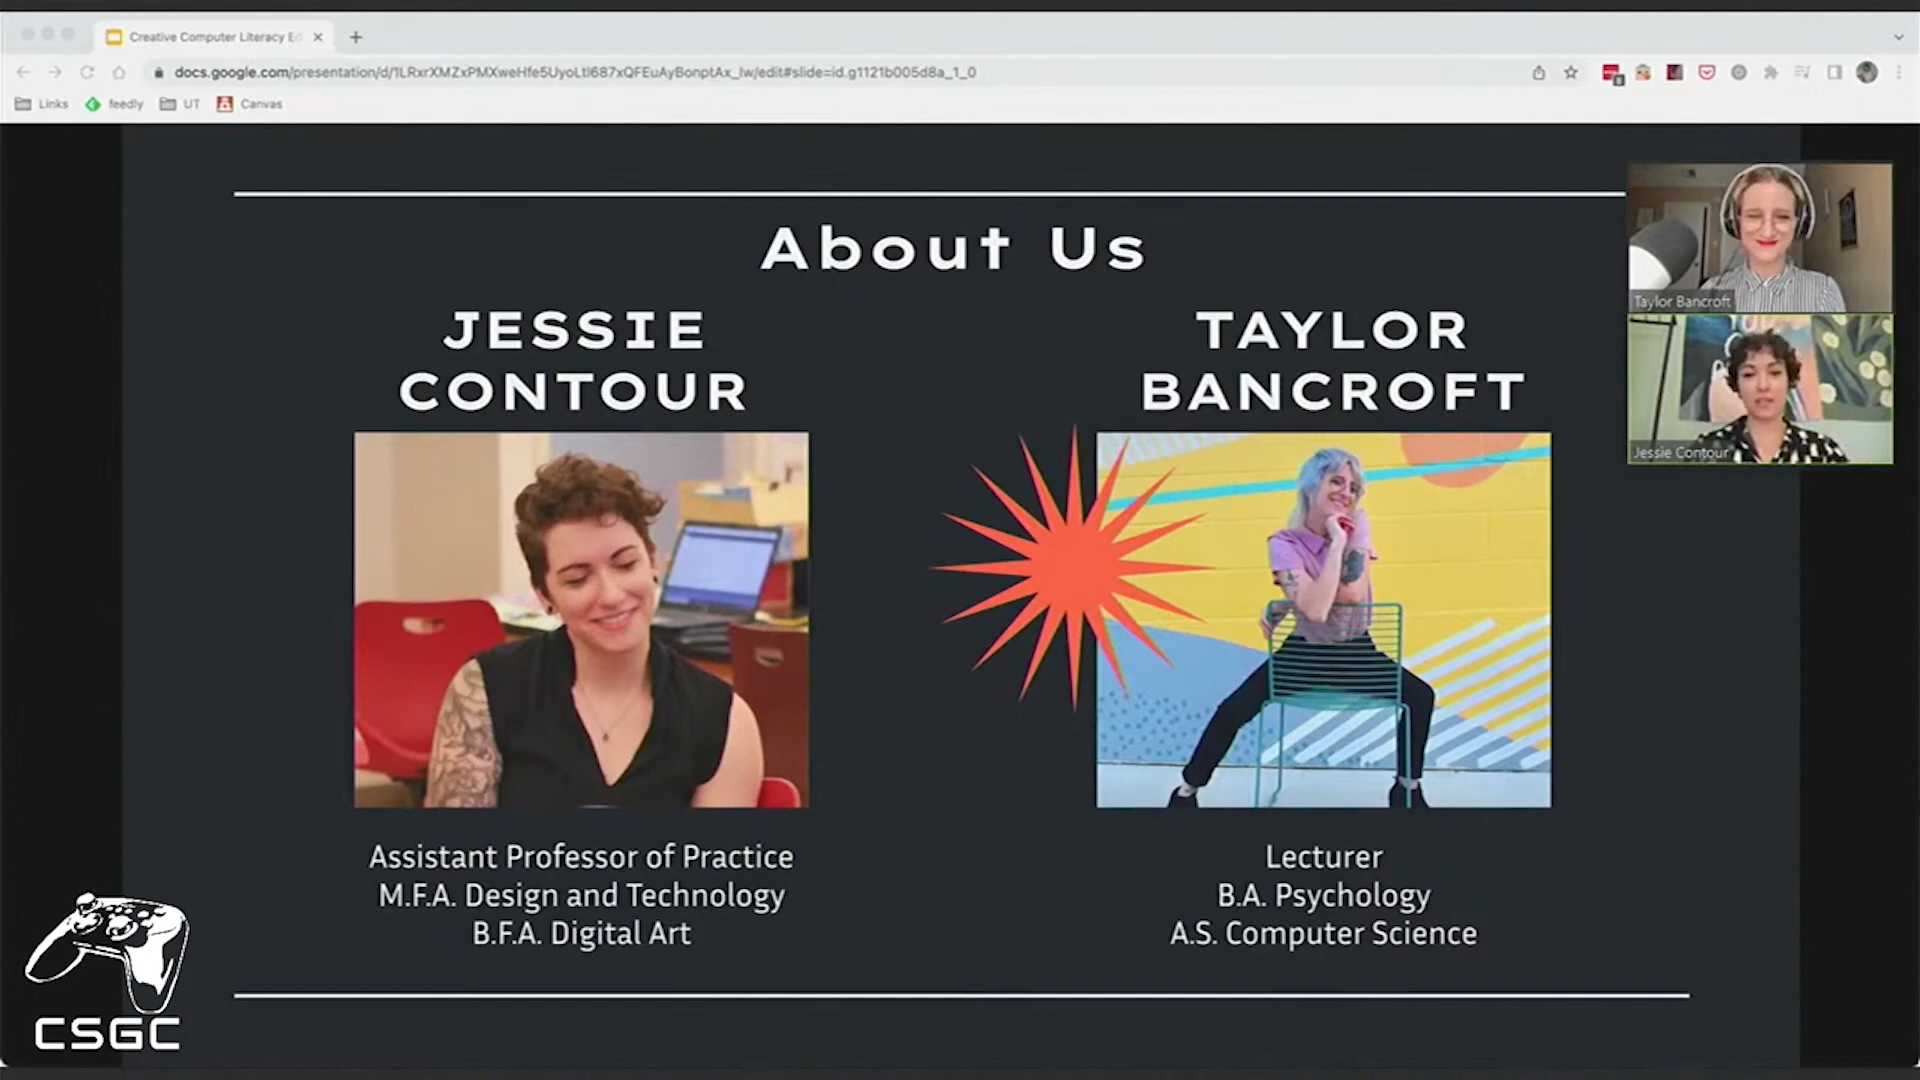 Creative Computer Literacy Ed
docs.google.com/presentation/d/1LRxrXMZxPMXweHfe5UyoLtI687xQFEuAyBonptAx_Iw/edit#slide=id.g1121b005d8a_1_0
Links
feedly
UT
Canvas
About Us
JESSIE
CONTOUR
TAYLOR
BANCROFT
Taylor Bancroft
Jessie Contour
Assistant Professor of Practice
M.F.A. Design and Technology
B.F.A. Digital Art
Lecturer
B.A. Psychology
A.S. Computer Science
CSGC